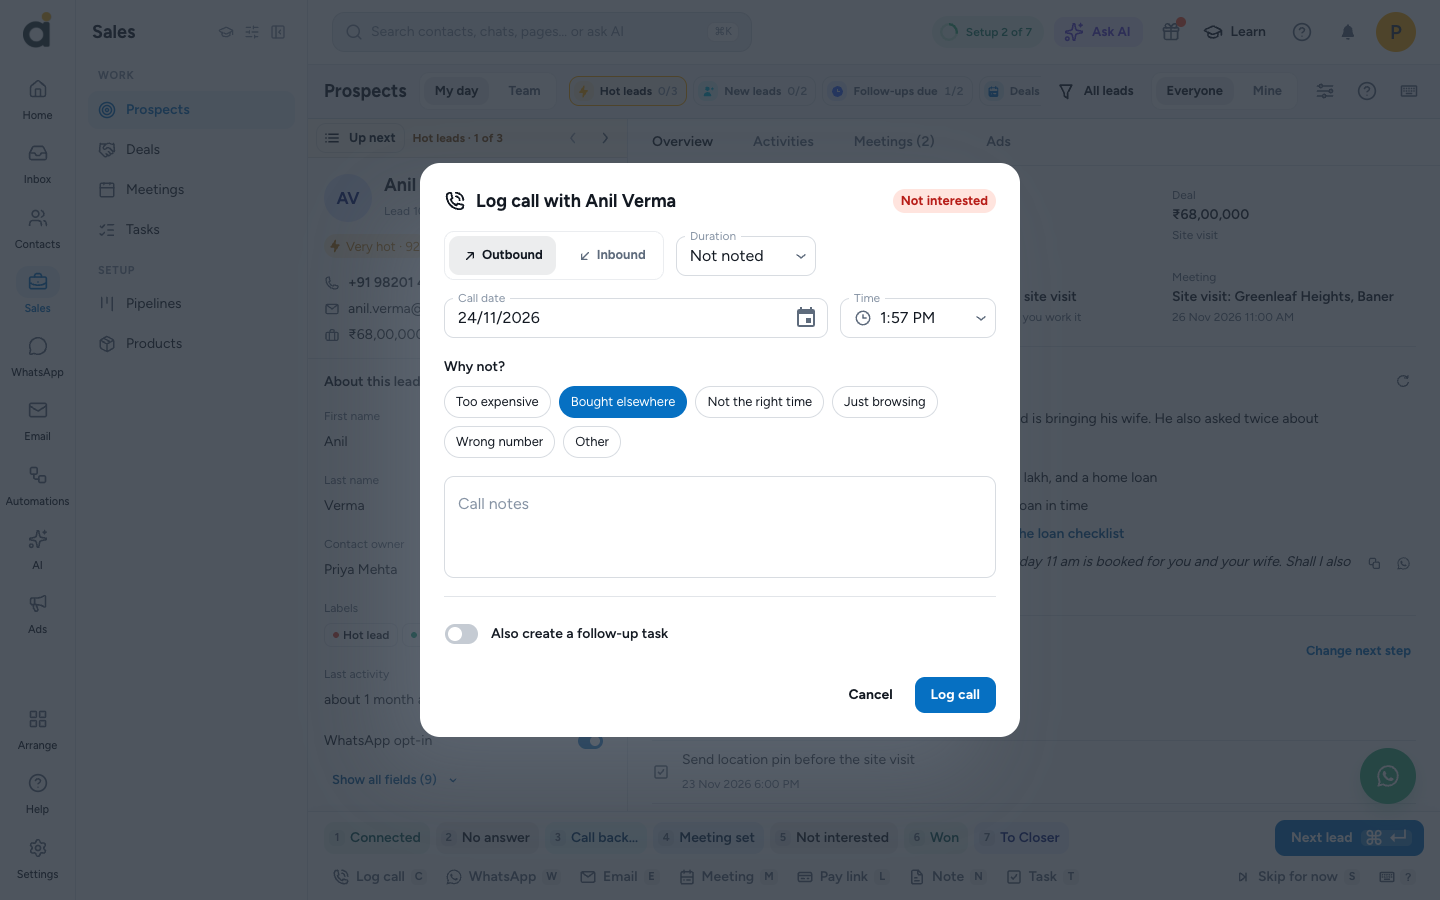 Sales
Search contacts, chats, pages... or ask AI
⌘K
Setup 2 of 7
Ask AI
Learn
P
Home
Inbox
Contacts
Sales
WhatsApp
Email
Automations
AI
Ads
Arrange
Help
Settings
WORK
Prospects
Deals
Meetings
Tasks
SETUP
Pipelines
Products
Prospects
My day
Team
Hot leads 0/3
New leads 0/2
Follow-ups due 1/2
Deals
All leads
Everyone
Mine
Up next
Hot leads · 1 of 3
Overview
Activities
Meetings (2)
Ads
AV
Anil
Very hot · 92
+91 98201
anil.verma@
₹68,00,000
About this lead
First name
Anil
Last name
Verma
Contact owner
Priya Mehta
Labels
Hot lead
Last activity
about 1 month
WhatsApp opt-in
Show all fields (9)
Deal
₹68,00,000
Site visit
Meeting
site visit
Site visit: Greenleaf Heights, Baner
you work it
26 Nov 2026 11:00 AM
d is bringing his wife. He also asked twice about
lakh, and a home loan
oan in time
he loan checklist
day 11 am is booked for you and your wife. Shall I also
Change next step
Send location pin before the site visit
23 Nov 2026 6:00 PM
Log call with Anil Verma
Not interested
Outbound
Inbound
Duration
Not noted
Call date
24/11/2026
Time
1:57 PM
Why not?
Too expensive
Bought elsewhere
Not the right time
Just browsing
Wrong number
Other
Call notes
Also create a follow-up task
Cancel
Log call
1 Connected
2 No answer
3 Call back...
4 Meeting set
5 Not interested
6 Won
7 To Closer
Next lead ⌘
Log call C
WhatsApp W
Email E
Meeting M
Pay link L
Note N
Task T
Skip for now S
?